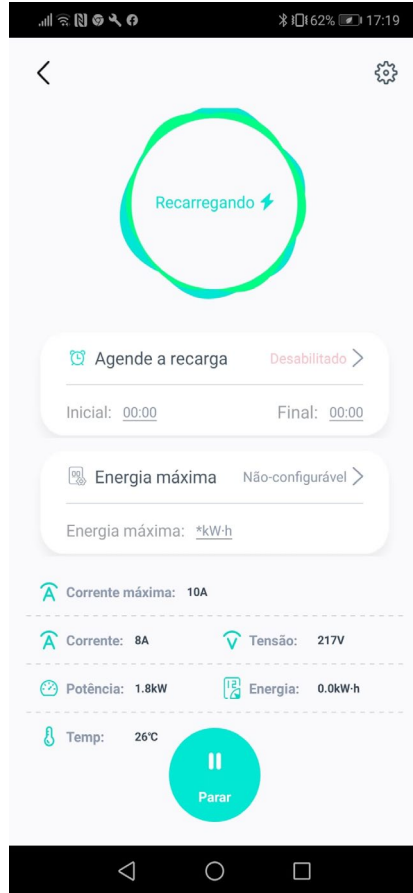 62% 17:19
Recarregando
Agende a recarga Desabilitado
Inicial: 00:00 Final: 00:00
Energia máxima Não-configurável
Energia máxima: *kW·h
Corrente máxima: 10A
Corrente: 8A Tensão: 217V
Potência: 1.8kW Energia: 0.0kW·h
Temp: 26°C
Parar